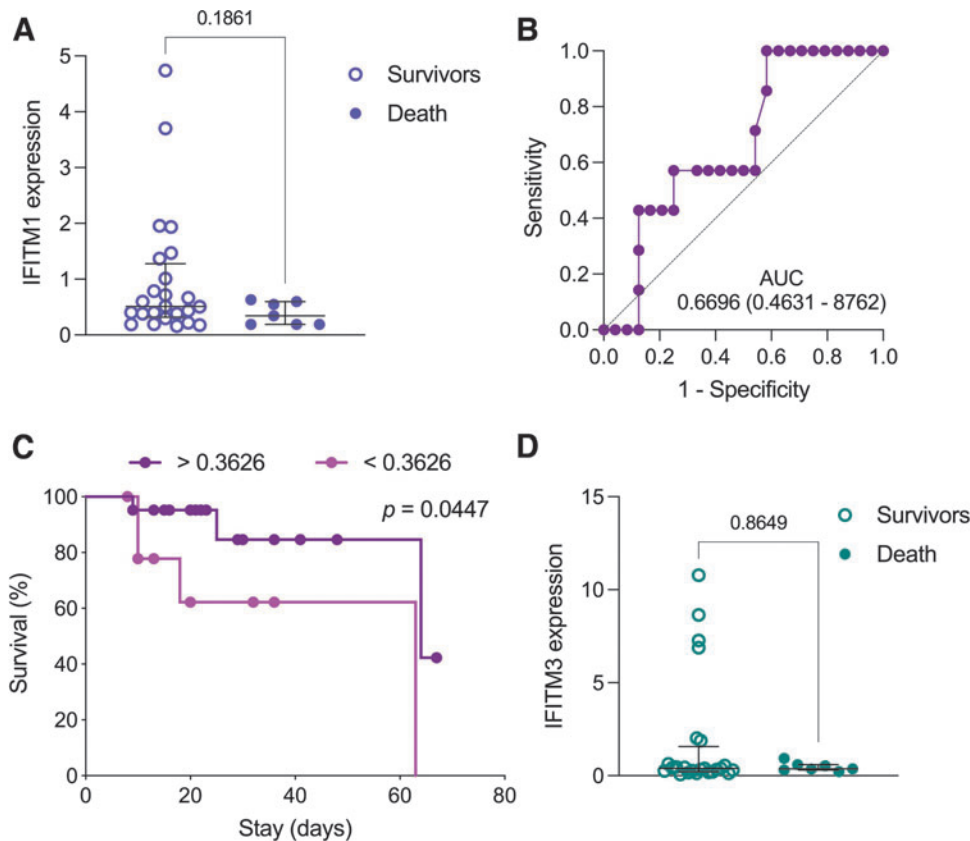 A
0.1861
Survivors
Death
IFITM1 expression
5
4
3
2
1
0
B
Sensitivity
1.0
0.8
0.6
0.4
0.2
0.0
AUC
0.6696 (0.4631 - 8762)
0.0 0.2 0.4 0.6 0.8 1.0
1 - Specificity
C
> 0.3626 < 0.3626
p = 0.0447
Survival (%)
100
80
60
40
20
0
0 20 40 60 80
Stay (days)
D
0.8649
Survivors
Death
IFITM3 expression
15
10
5
0